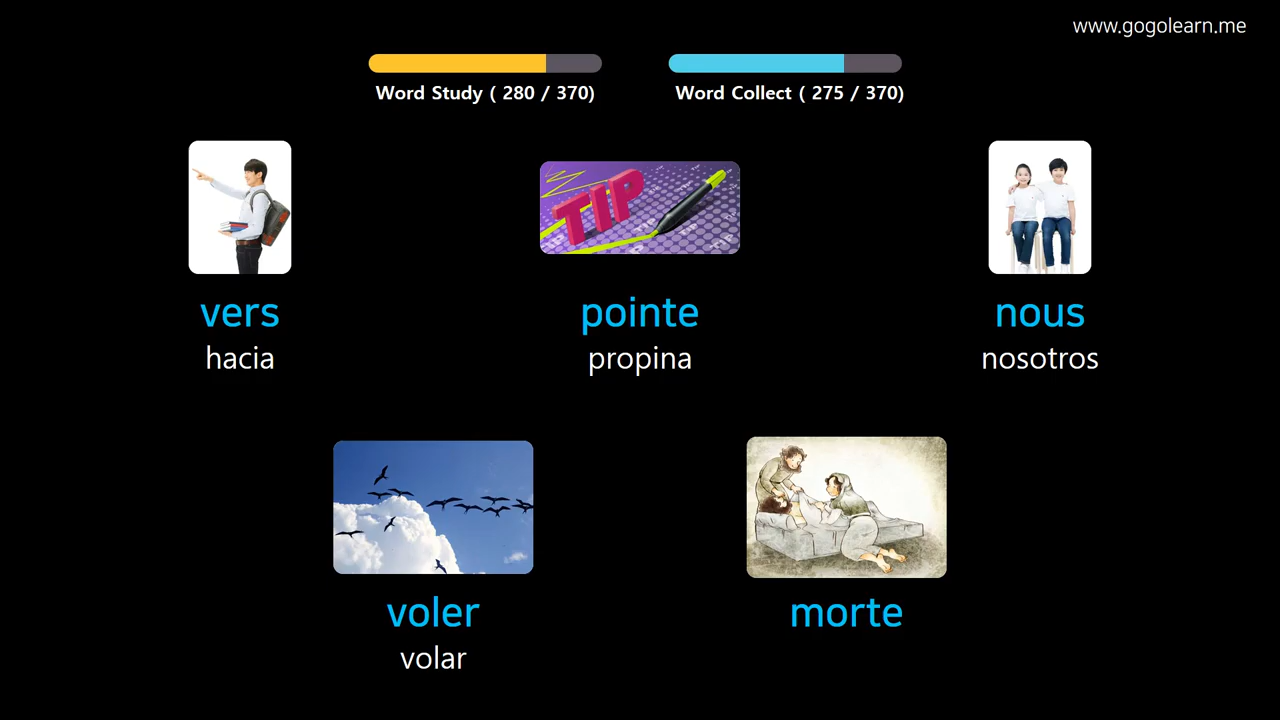 www.gogolearn.me
Word Study ( 280 / 370)
Word Collect ( 275 / 370)
TIP
vers
hacia
pointe
propina
nous
nosotros
voler
volar
morte